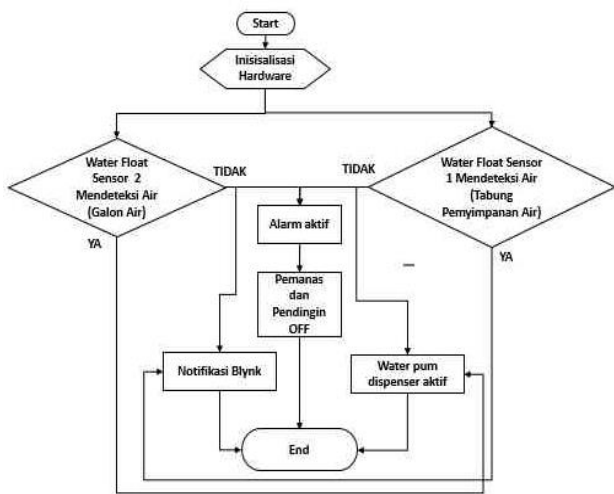 Start
Inisisalisasi
Hardware
Water Float
Sensor 2
Mendeteksi Air
(Galon Air)
TIDAK
TIDAK
Water Float Sensor
1 Mendeteksi Air
(Tabung
Pemyimpanan Air)
YA
YA
Alarm aktif
Pemanas
dan
Pendingin
OFF
Notifikasi Blynk
Water pum
dispenser aktif
End